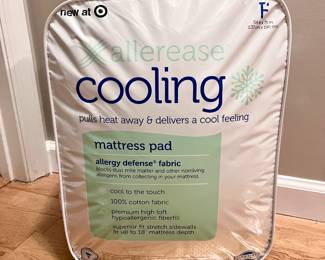 new at
allerease
F
cooling
pulls heat away & delivers a cool feeling
mattress pad
allergy defense® fabric
blocks dust mite matter and other nonliving
allergens from collecting in your mattress
cool to the touch
100% cotton fabric
premium high loft
hypoallergenic fiberfill
superior fit stretch sidewalls
fit up to 18" mattress depth